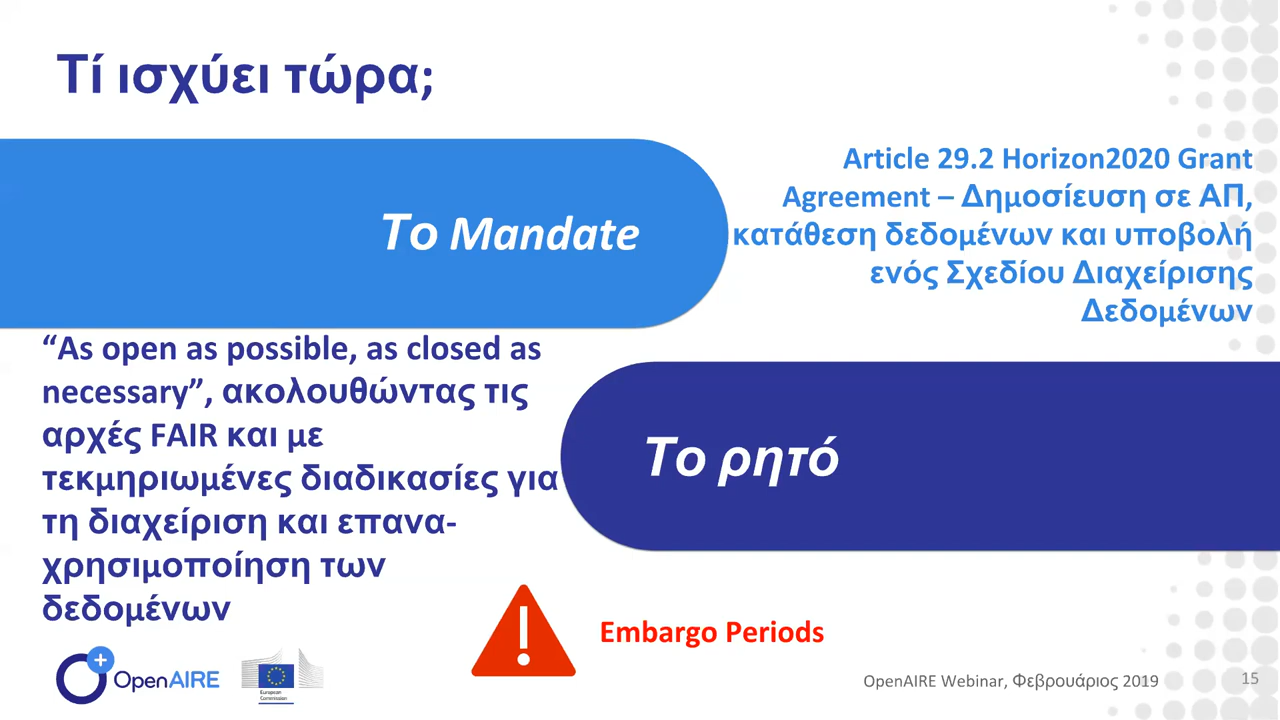 Τί ισχύει τώρα;
Το Mandate
Article 29.2 Horizon2020 Grant
Agreement – Δημοσίευση σε ΑΠ,
κατάθεση δεδομένων και υποβολή
ενός Σχεδίου Διαχείρισης
Δεδομένων
“As open as possible, as closed as
necessary”, ακολουθώντας τις
αρχές FAIR και με
τεκμηριωμένες διαδικασίες για
τη διαχείριση και επανα-
χρησιμοποίηση των
δεδομένων
Το ρητό
Embargo Periods
OpenAIRE
European
Commission
OpenAIRE Webinar, Φεβρουάριος 2019
15